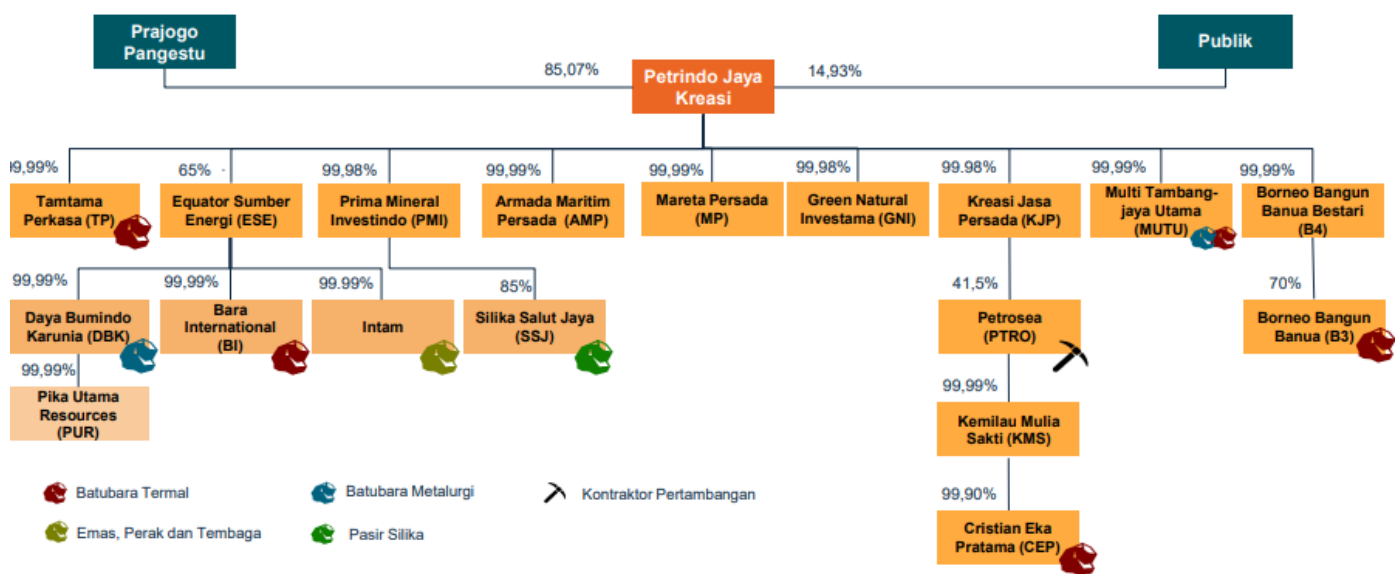 Prajogo
Pangestu
Publik
85,07%
Petrindo Jaya
Kreasi
14,93%
99,99%
65%
99,98%
99,99%
99,99%
99,98%
99.98%
99,99%
99,99%
Tamtama
Perkasa (TP)
Equator Sumber
Energi (ESE)
Prima Mineral
Investindo (PMI)
Armada Maritim
Persada (AMP)
Mareta Persada
(MP)
Green Natural
Investama (GNI)
Kreasi Jasa
Persada (KJP)
Multi Tambang-
jaya Utama
(MUTU)
Borneo Bangun
Banua Bestari
(B4)
99,99%
99,99%
99.99%
85%
41,5%
70%
Daya Bumindo
Karunia (DBK)
Bara
International
(BI)
Intam
Silika Salut Jaya
(SSJ)
Petrosea
(PTRO)
Borneo Bangun
Banua (B3)
99,99%
99,99%
Pika Utama
Resources
(PUR)
Kemilau Mulia
Sakti (KMS)
99,90%
Cristian Eka
Pratama (CEP)
Batubara Termal
Batubara Metalurgi
Kontraktor Pertambangan
Emas, Perak dan Tembaga
Pasir Silika